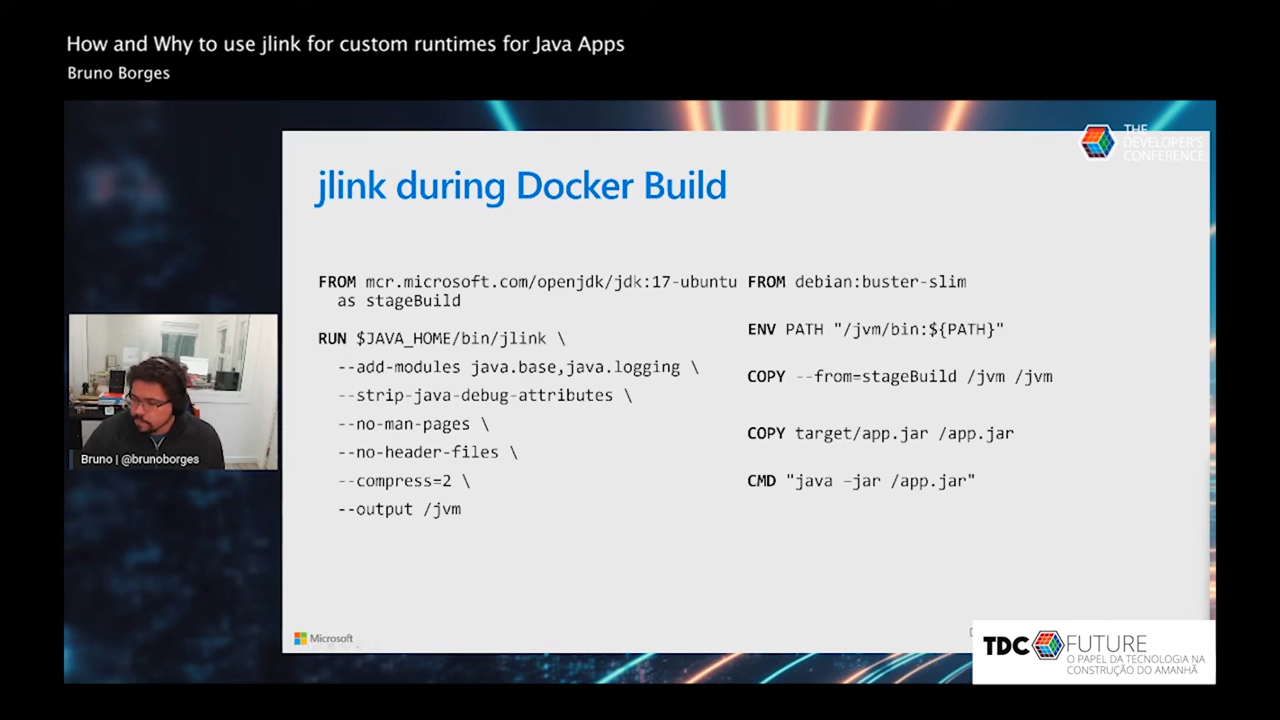 How and Why to use jlink for custom runtimes for Java Apps
Bruno Borges
THE
DEVELOPER'S
CONFERENCE
jlink during Docker Build
FROM mcr.microsoft.com/openjdk/jdk:17-ubuntu
as stageBuild
RUN $JAVA_HOME/bin/jlink \
--add-modules java.base,java.logging \
--strip-java-debug-attributes \
--no-man-pages \
--no-header-files \
--compress=2 \
--output /jvm
FROM debian:buster-slim
ENV PATH "/jvm/bin:${PATH}"
COPY --from=stageBuild /jvm /jvm
COPY target/app.jar /app.jar
CMD "java –jar /app.jar"
Bruno | @brunoborges
Microsoft
TDC FUTURE
O PAPEL DA TECNOLOGIA NA
CONSTRUÇÃO DO AMANHÃ